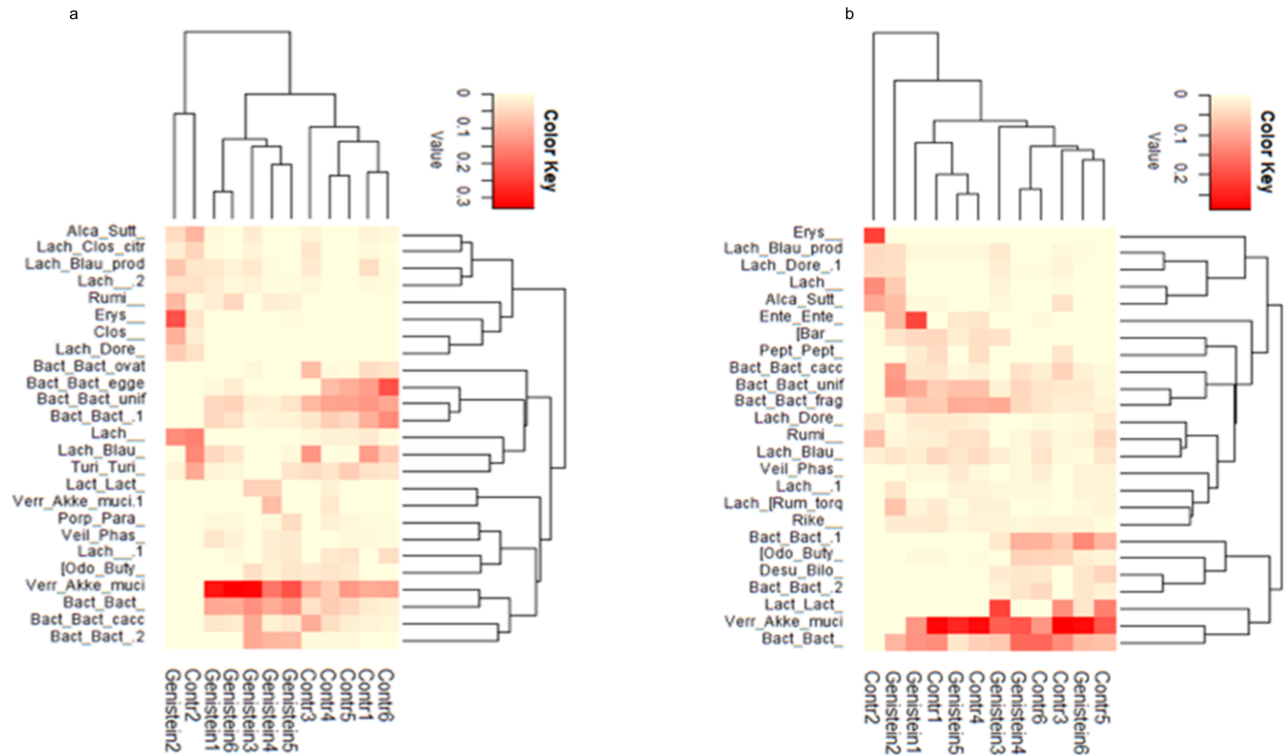 a
0 0.1 0.2 0.3
Value
Color Key
Alca_Sutt_
Lach_Clos_citr
Lach_Blau_prod
Lach__.2
Rumi__
Erys__
Clos__
Lach_Dore_
Bact_Bact_ovat
Bact_Bact_egge
Bact_Bact_unif
Bact_Bact_.1
Lach__
Lach_Blau_
Turi_Turi_
Lact_Lact_
Verr_Akke_muci.1
Porp_Para_
Veil_Phas_
Lach__.1
[Odo_Buty_
Verr_Akke_muci
Bact_Bact_
Bact_Bact_cacc
Bact_Bact_.2
Genistein2
Contr2
Genistein1
Genistein6
Genistein3
Genistein4
Genistein5
Contr3
Contr4
Contr5
Contr1
Contr6
b
0 0.1 0.2
Value
Color Key
Erys__
Lach_Blau_prod
Lach_Dore_.1
Lach__
Alca_Sutt_
Ente_Ente_
[Bar__
Pept_Pept_
Bact_Bact_cacc
Bact_Bact_unif
Bact_Bact_frag
Lach_Dore_
Rumi__
Lach_Blau_
Veil_Phas_
Lach__.1
Lach_[Rum_torq
Rike__
Bact_Bact_.1
[Odo_Buty_
Desu_Bilo_
Bact_Bact_.2
Lact_Lact_
Verr_Akke_muci
Bact_Bact_
Contr2
Genistein2
Genistein1
Contr1
Genistein5
Contr4
Genistein3
Genistein4
Contr6
Contr3
Genistein6
Contr5